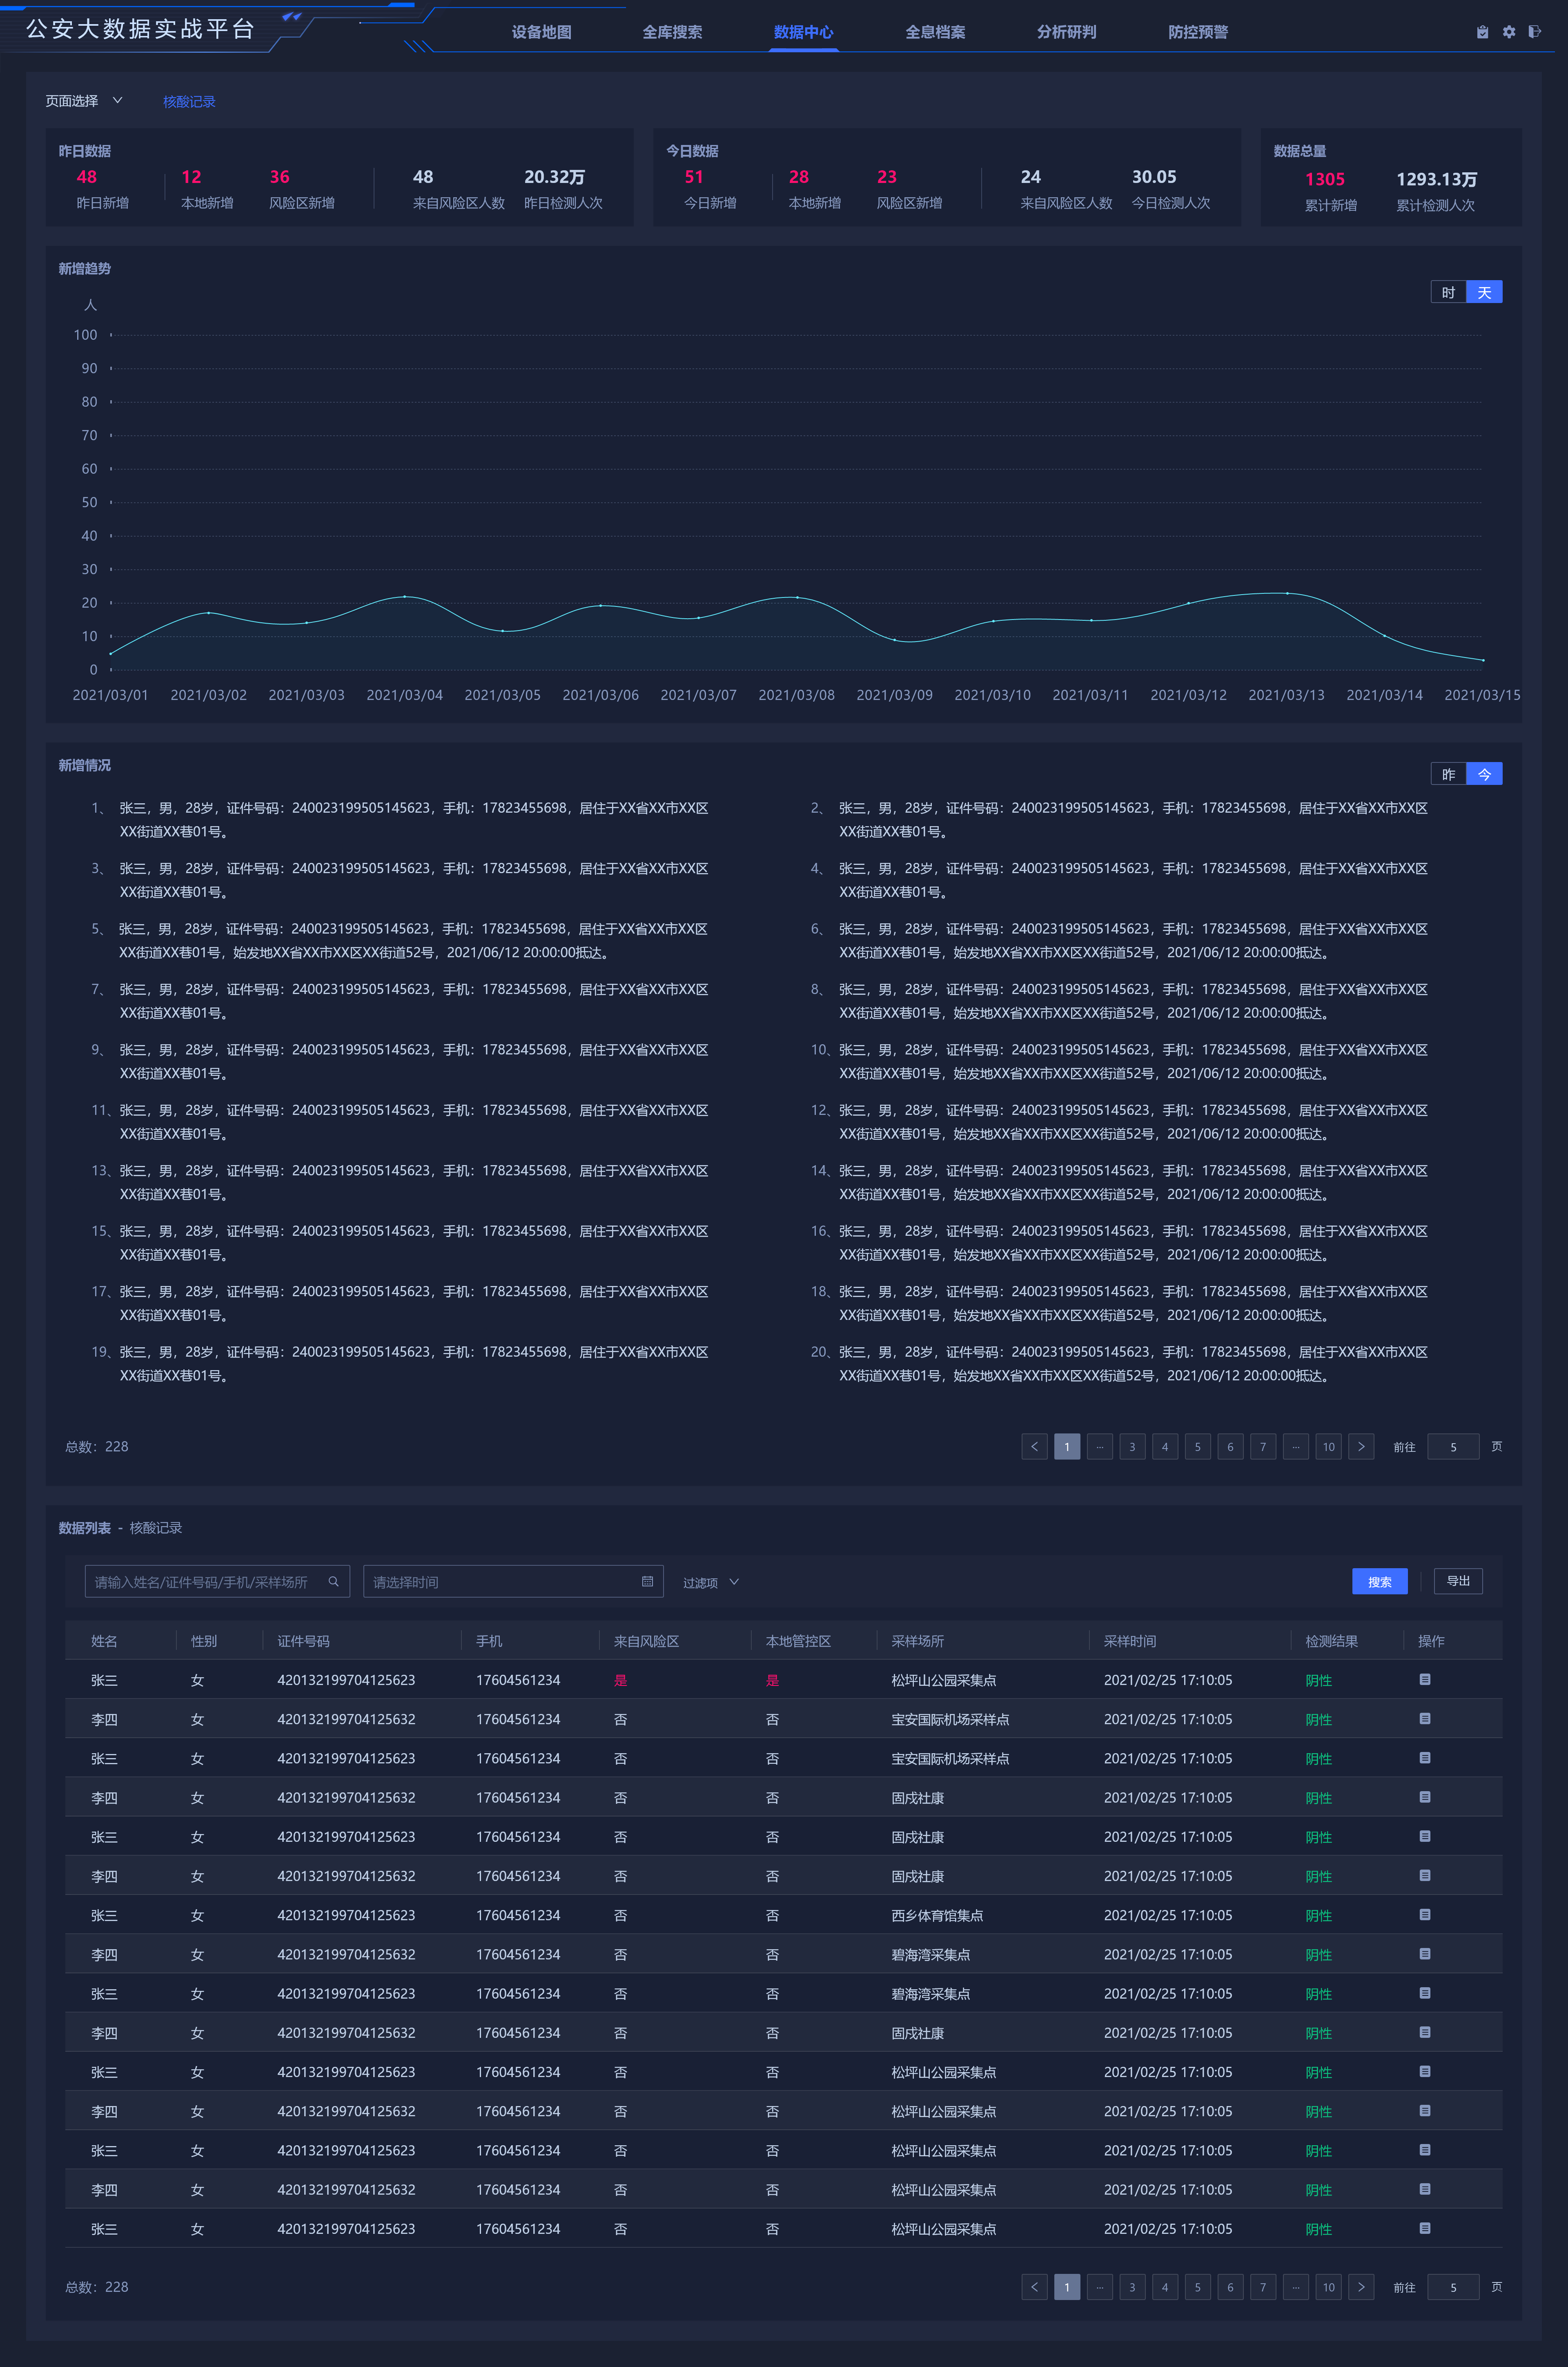 公安大数据实战平台
设备地图 全库搜索 数据中心 全息档案 分析研判 防控预警
页面选择 核酸记录
昨日数据
48 12 36 48 20.32万
昨日新增 本地新增 风险区新增 来自风险区人数 昨日检测人次
今日数据
51 28 23 24 30.05
今日新增 本地新增 风险区新增 来自风险区人数 今日检测人次
数据总量
1305 1293.13万
累计新增 累计检测人次
新增趋势
时 天
人
100
90
80
70
60
50
40
30
20
10
0
2021/03/01 2021/03/02 2021/03/03 2021/03/04 2021/03/05 2021/03/06 2021/03/07 2021/03/08 2021/03/09 2021/03/10 2021/03/11 2021/03/12 2021/03/13 2021/03/14 2021/03/15
新增情况
昨 今
1、 张三，男，28岁，证件号码：240023199505145623，手机：17823455698，居住于XX省XX市XX区
XX街道XX巷01号。
2、 张三，男，28岁，证件号码：240023199505145623，手机：17823455698，居住于XX省XX市XX区
XX街道XX巷01号。
3、 张三，男，28岁，证件号码：240023199505145623，手机：17823455698，居住于XX省XX市XX区
XX街道XX巷01号。
4、 张三，男，28岁，证件号码：240023199505145623，手机：17823455698，居住于XX省XX市XX区
XX街道XX巷01号。
5、 张三，男，28岁，证件号码：240023199505145623，手机：17823455698，居住于XX省XX市XX区
XX街道XX巷01号，始发地XX省XX市XX区XX街道52号，2021/06/12 20:00:00抵达。
6、 张三，男，28岁，证件号码：240023199505145623，手机：17823455698，居住于XX省XX市XX区
XX街道XX巷01号，始发地XX省XX市XX区XX街道52号，2021/06/12 20:00:00抵达。
7、 张三，男，28岁，证件号码：240023199505145623，手机：17823455698，居住于XX省XX市XX区
XX街道XX巷01号。
8、 张三，男，28岁，证件号码：240023199505145623，手机：17823455698，居住于XX省XX市XX区
XX街道XX巷01号，始发地XX省XX市XX区XX街道52号，2021/06/12 20:00:00抵达。
9、 张三，男，28岁，证件号码：240023199505145623，手机：17823455698，居住于XX省XX市XX区
XX街道XX巷01号。
10、 张三，男，28岁，证件号码：240023199505145623，手机：17823455698，居住于XX省XX市XX区
XX街道XX巷01号，始发地XX省XX市XX区XX街道52号，2021/06/12 20:00:00抵达。
11、 张三，男，28岁，证件号码：240023199505145623，手机：17823455698，居住于XX省XX市XX区
XX街道XX巷01号。
12、 张三，男，28岁，证件号码：240023199505145623，手机：17823455698，居住于XX省XX市XX区
XX街道XX巷01号，始发地XX省XX市XX区XX街道52号，2021/06/12 20:00:00抵达。
13、 张三，男，28岁，证件号码：240023199505145623，手机：17823455698，居住于XX省XX市XX区
XX街道XX巷01号。
14、 张三，男，28岁，证件号码：240023199505145623，手机：17823455698，居住于XX省XX市XX区
XX街道XX巷01号，始发地XX省XX市XX区XX街道52号，2021/06/12 20:00:00抵达。
15、 张三，男，28岁，证件号码：240023199505145623，手机：17823455698，居住于XX省XX市XX区
XX街道XX巷01号。
16、 张三，男，28岁，证件号码：240023199505145623，手机：17823455698，居住于XX省XX市XX区
XX街道XX巷01号，始发地XX省XX市XX区XX街道52号，2021/06/12 20:00:00抵达。
17、 张三，男，28岁，证件号码：240023199505145623，手机：17823455698，居住于XX省XX市XX区
XX街道XX巷01号。
18、 张三，男，28岁，证件号码：240023199505145623，手机：17823455698，居住于XX省XX市XX区
XX街道XX巷01号，始发地XX省XX市XX区XX街道52号，2021/06/12 20:00:00抵达。
19、 张三，男，28岁，证件号码：240023199505145623，手机：17823455698，居住于XX省XX市XX区
XX街道XX巷01号。
20、 张三，男，28岁，证件号码：240023199505145623，手机：17823455698，居住于XX省XX市XX区
XX街道XX巷01号，始发地XX省XX市XX区XX街道52号，2021/06/12 20:00:00抵达。
总数：228 1 ... 3 4 5 6 7 ... 10 前往 5 页
数据列表 - 核酸记录
请输入姓名/证件号码/手机/采样场所 请选择时间 过滤项 搜索 导出
姓名 性别 证件号码 手机 来自风险区 本地管控区 采样场所 采样时间 检测结果 操作
张三 女 420132199704125623 17604561234 是 是 松坪山公园采集点 2021/02/25 17:10:05 阴性
李四 女 420132199704125632 17604561234 否 否 宝安国际机场采样点 2021/02/25 17:10:05 阴性
张三 女 420132199704125623 17604561234 否 否 宝安国际机场采样点 2021/02/25 17:10:05 阴性
李四 女 420132199704125632 17604561234 否 否 固戍社康 2021/02/25 17:10:05 阴性
张三 女 420132199704125623 17604561234 否 否 固戍社康 2021/02/25 17:10:05 阴性
李四 女 420132199704125632 17604561234 否 否 固戍社康 2021/02/25 17:10:05 阴性
张三 女 420132199704125623 17604561234 否 否 西乡体育馆集点 2021/02/25 17:10:05 阴性
李四 女 420132199704125632 17604561234 否 否 碧海湾采集点 2021/02/25 17:10:05 阴性
张三 女 420132199704125623 17604561234 否 否 碧海湾采集点 2021/02/25 17:10:05 阴性
李四 女 420132199704125632 17604561234 否 否 固戍社康 2021/02/25 17:10:05 阴性
张三 女 420132199704125623 17604561234 否 否 松坪山公园采集点 2021/02/25 17:10:05 阴性
李四 女 420132199704125632 17604561234 否 否 松坪山公园采集点 2021/02/25 17:10:05 阴性
张三 女 420132199704125623 17604561234 否 否 松坪山公园采集点 2021/02/25 17:10:05 阴性
李四 女 420132199704125632 17604561234 否 否 松坪山公园采集点 2021/02/25 17:10:05 阴性
张三 女 420132199704125623 17604561234 否 否 松坪山公园采集点 2021/02/25 17:10:05 阴性
总数：228 1 ... 3 4 5 6 7 ... 10 前往 5 页